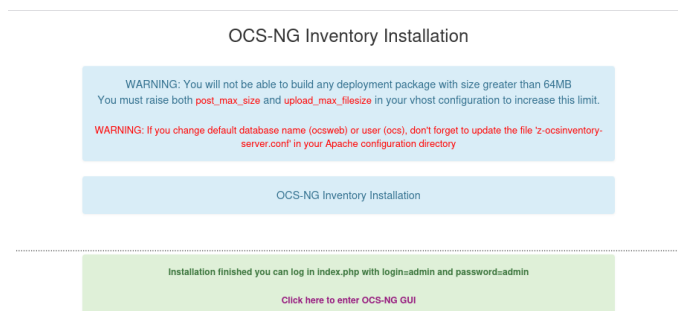 OCS-NG Inventory Installation
WARNING: You will not be able to build any deployment package with size greater than 64MB
You must raise both post_max_size and upload_max_filesize in your vhost configuration to increase this limit.
WARNING: If you change default database name (ocsweb) or user (ocs), don't forget to update the file 'z-ocsinventory-
server.conf' in your Apache configuration directory
OCS-NG Inventory Installation
Installation finished you can log in index.php with login=admin and password=admin
Click here to enter OCS-NG GUI